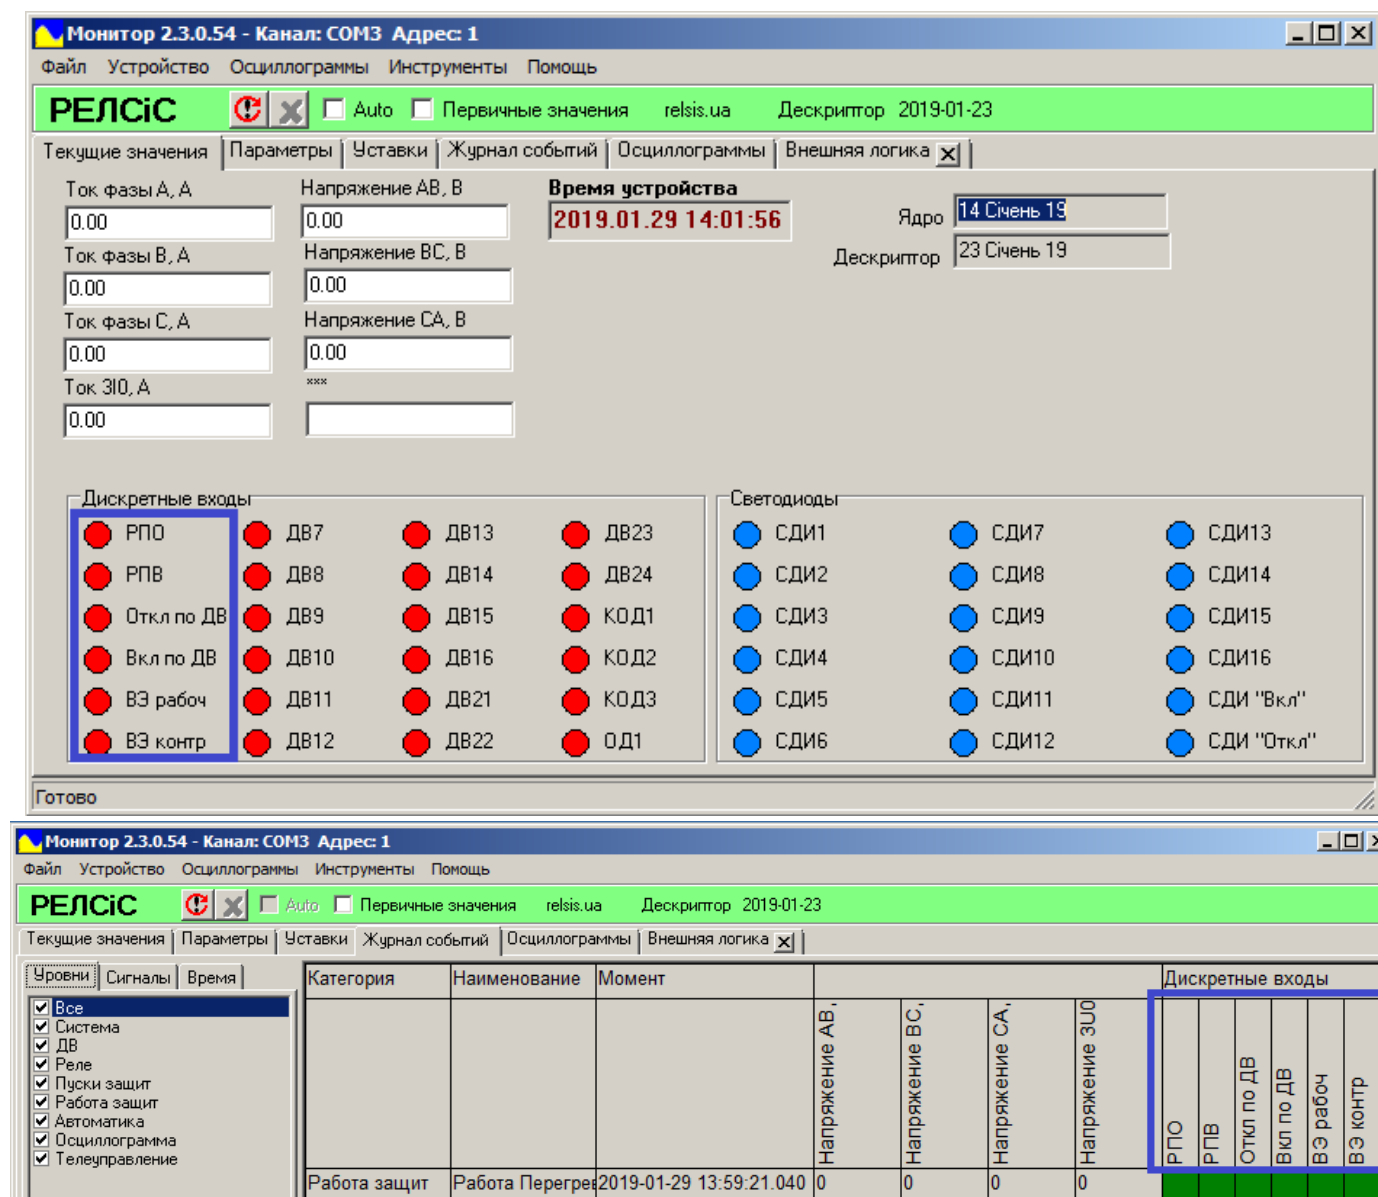 Монитор 2.3.0.54 - Канал: COM3 Адрес: 1
Файл Устройство Осциллограммы Инструменты Помощь
РЕЛСіС Auto Первичные значения relsis.ua Дескриптор 2019-01-23
Текущие значения Параметры Уставки Журнал событий Осциллограммы Внешняя логика
Ток фазы А, А Напряжение АВ, В Время устройства
0.00 0.00 2019.01.29 14:01:56 Ядро 14 Січень 19
Ток фазы В, А Напряжение ВС, В Дескриптор 23 Січень 19
0.00 0.00
Ток фазы С, А Напряжение СА, В
0.00 0.00
Ток 3I0, А ***
0.00
Дискретные входы Светодиоды
РПО ДВ7 ДВ13 ДВ23 СДИ1 СДИ7 СДИ13
РПВ ДВ8 ДВ14 ДВ24 СДИ2 СДИ8 СДИ14
Откл по ДВ ДВ9 ДВ15 КОД1 СДИ3 СДИ9 СДИ15
Вкл по ДВ ДВ10 ДВ16 КОД2 СДИ4 СДИ10 СДИ16
ВЭ рабоч ДВ11 ДВ21 КОД3 СДИ5 СДИ11 СДИ "Вкл"
ВЭ контр ДВ12 ДВ22 ОД1 СДИ6 СДИ12 СДИ "Откл"
Готово
Монитор 2.3.0.54 - Канал: COM3 Адрес: 1
Файл Устройство Осциллограммы Инструменты Помощь
РЕЛСіС Auto Первичные значения relsis.ua Дескриптор 2019-01-23
Текущие значения Параметры Уставки Журнал событий Осциллограммы Внешняя логика
Уровни Сигналы Время Категория Наименование Момент Дискретные входы
Все
Система
ДВ
Реле
Пуски защит
Работа защит
Автоматика
Осциллограмма
Телеуправление
Напряжение АВ,
Напряжение ВС,
Напряжение СА,
Напряжение 3U0
РПО
РПВ
Откл по ДВ
Вкл по ДВ
ВЭ рабоч
ВЭ контр
Работа защит Работа Перегрев 2019-01-29 13:59:21.040 0 0 0 0